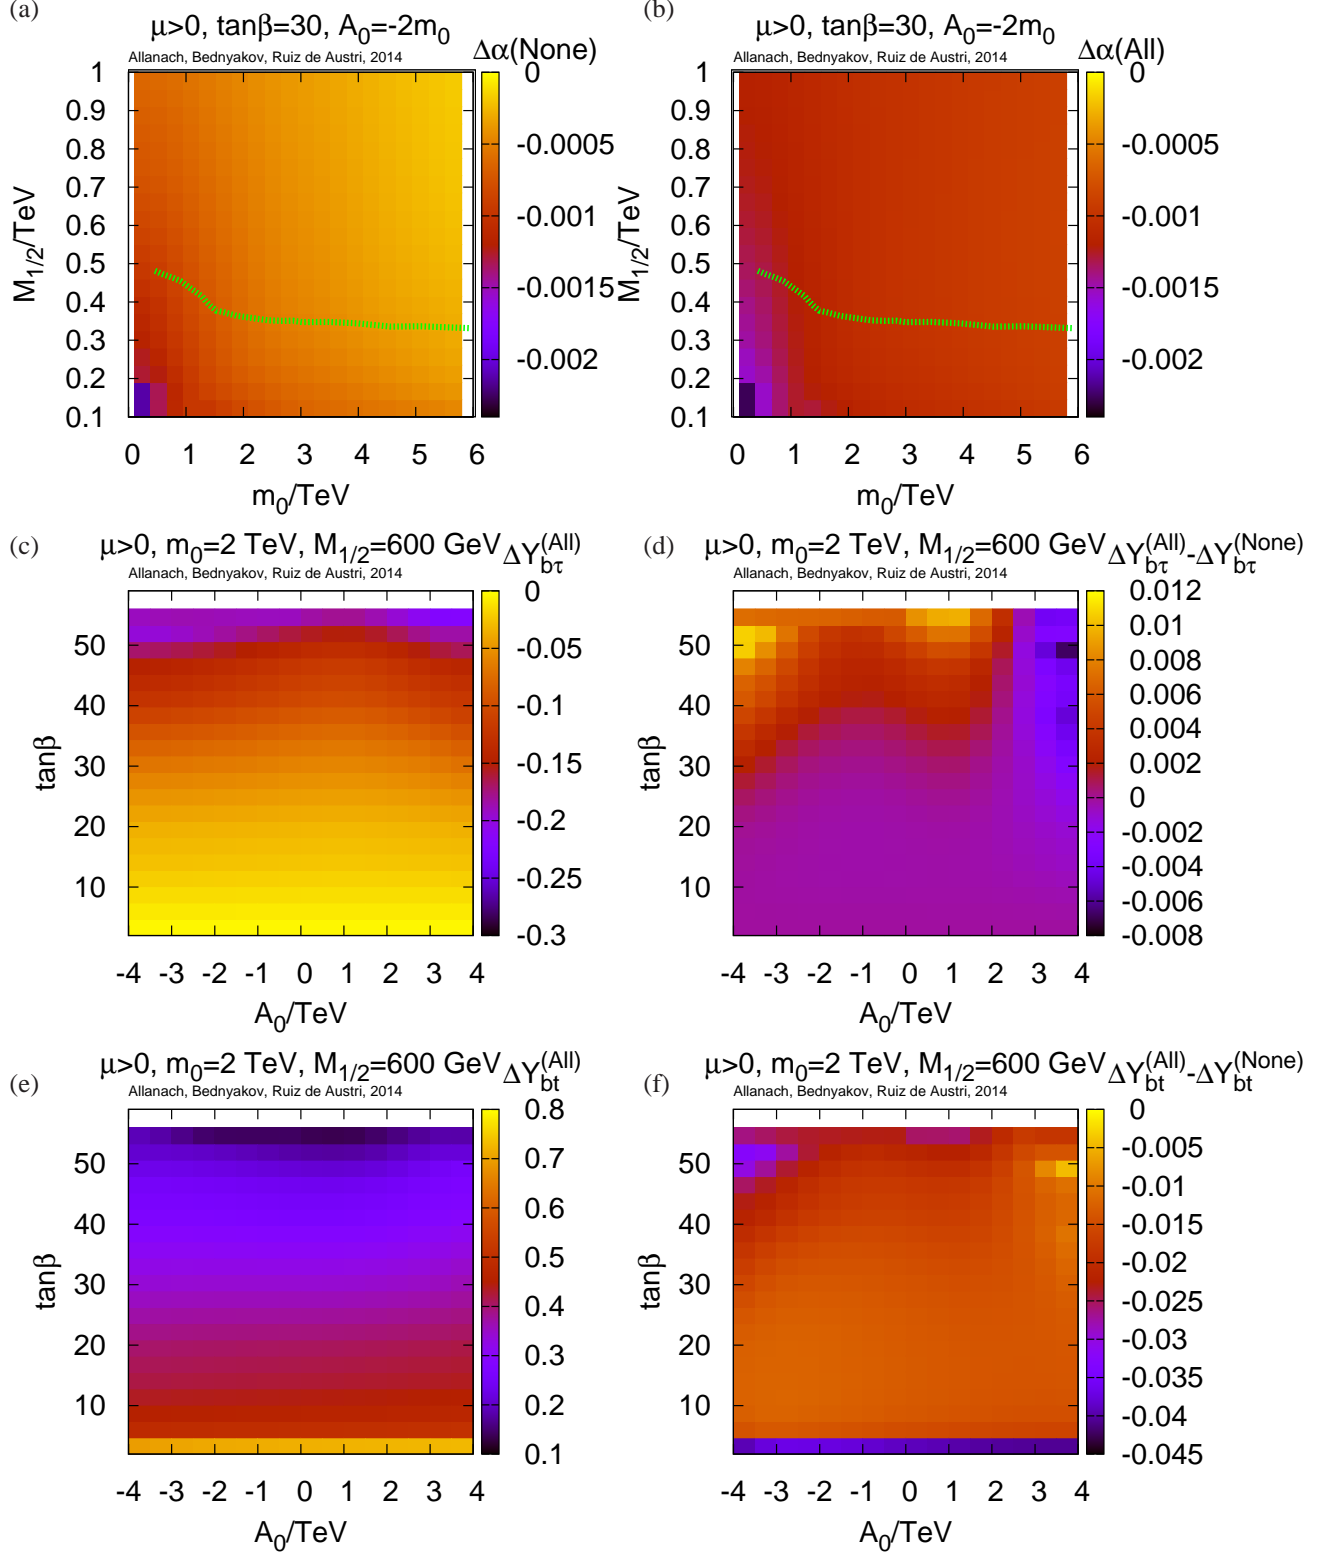 (a)
μ>0, tanβ=30, A0=-2m0
Allanach, Bednyakov, Ruiz de Austri, 2014
Δα(None)
1
0.9
0.8
0.7
0.6
0.5
0.4
0.3
0.2
0.1
M1/2/TeV
0 1 2 3 4 5 6
m0/TeV
0
-0.0005
-0.001
-0.0015
-0.002
(b)
μ>0, tanβ=30, A0=-2m0
Allanach, Bednyakov, Ruiz de Austri, 2014
Δα(All)
1
0.9
0.8
0.7
0.6
0.5
0.4
0.3
0.2
0.1
M1/2/TeV
0 1 2 3 4 5 6
m0/TeV
0
-0.0005
-0.001
-0.0015
-0.002
(c)
μ>0, m0=2 TeV, M1/2=600 GeV ΔYbτ(All)
Allanach, Bednyakov, Ruiz de Austri, 2014
50
40
30
20
10
tanβ
-4 -3 -2 -1 0 1 2 3 4
A0/TeV
0
-0.05
-0.1
-0.15
-0.2
-0.25
-0.3
(d)
μ>0, m0=2 TeV, M1/2=600 GeV ΔYbτ(All)-ΔYbτ(None)
Allanach, Bednyakov, Ruiz de Austri, 2014
50
40
30
20
10
tanβ
-4 -3 -2 -1 0 1 2 3 4
A0/TeV
0.012
0.01
0.008
0.006
0.004
0.002
0
-0.002
-0.004
-0.006
-0.008
(e)
μ>0, m0=2 TeV, M1/2=600 GeV ΔYbt(All)
Allanach, Bednyakov, Ruiz de Austri, 2014
50
40
30
20
10
tanβ
-4 -3 -2 -1 0 1 2 3 4
A0/TeV
0.8
0.7
0.6
0.5
0.4
0.3
0.2
0.1
(f)
μ>0, m0=2 TeV, M1/2=600 GeV ΔYbt(All)-ΔYbt(None)
Allanach, Bednyakov, Ruiz de Austri, 2014
50
40
30
20
10
tanβ
-4 -3 -2 -1 0 1 2 3 4
A0/TeV
0
-0.005
-0.01
-0.015
-0.02
-0.025
-0.03
-0.035
-0.04
-0.045